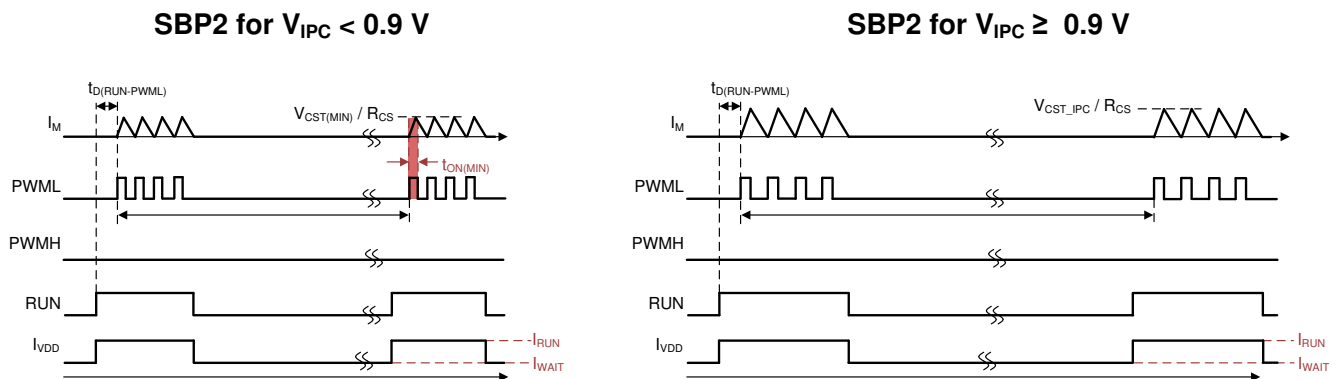 SBP2 for VIPC < 0.9 V
tD(RUN-PWML)
VCST(MIN) / RCS
IM
tON(MIN)
PWML
PWMH
RUN
IVDD
IRUN
IWAIT
SBP2 for VIPC ≥ 0.9 V
tD(RUN-PWML)
VCST_IPC / RCS
IM
PWML
PWMH
RUN
IVDD
IRUN
IWAIT